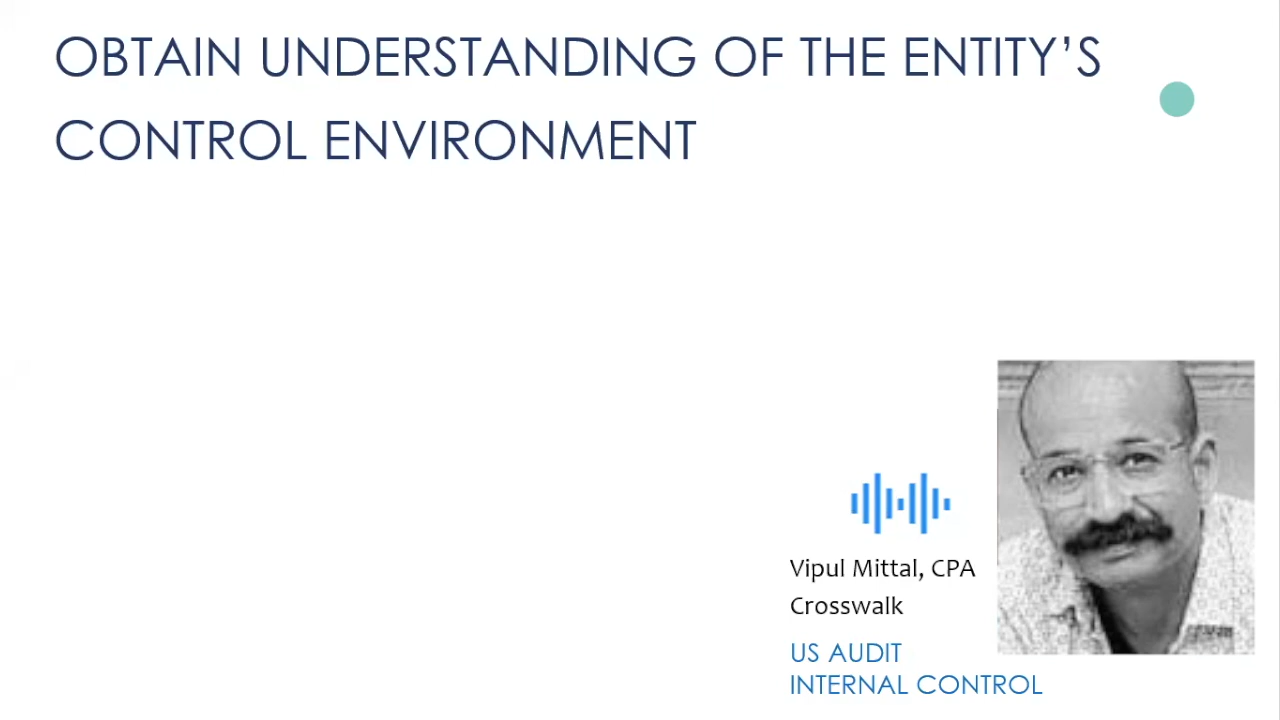 OBTAIN UNDERSTANDING OF THE ENTITY’S
CONTROL ENVIRONMENT
Vipul Mittal, CPA
Crosswalk
US AUDIT
INTERNAL CONTROL